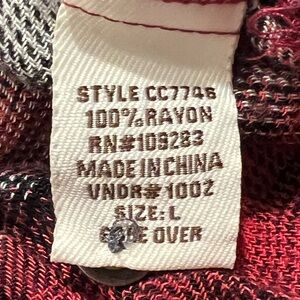 STYLE CC7746
100% RAYON
RN#109283
MADE IN CHINA
VNDR#1002
SIZE: L
OVER